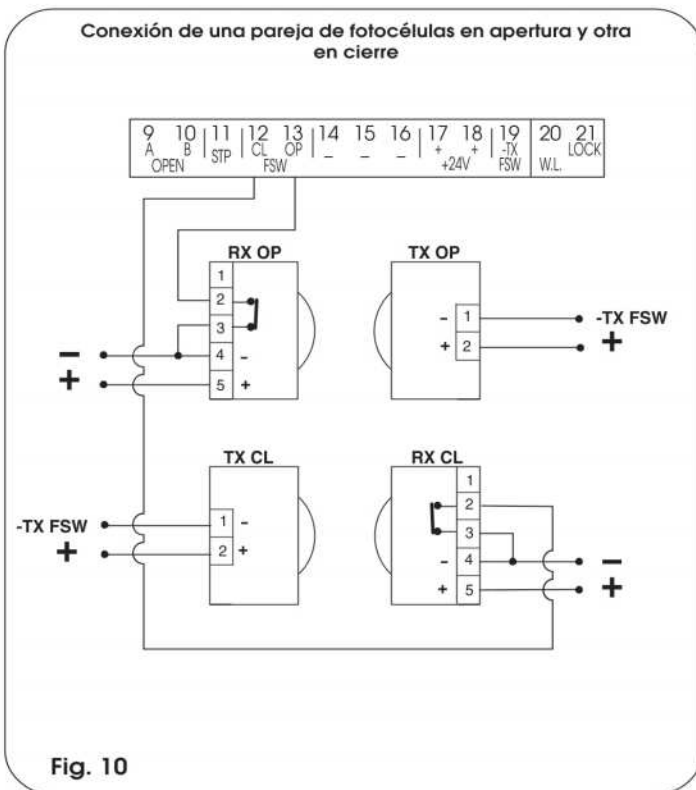 Conexión de una pareja de fotocélulas en apertura y otra
en cierre
9 10 11 12 13 14 15 16 17 18 19 20 21
A B STP CL OP - - - + + -TX W.L. LOCK
OPEN FSW +24V FSW
RX OP TX OP
1
2
3
4 -
5 +
-
+
- 1
+ 2
-TX FSW
+
TX CL RX CL
-TX FSW
+
1 -
2 +
1
2
3
- 4
+ 5
-
+
Fig. 10